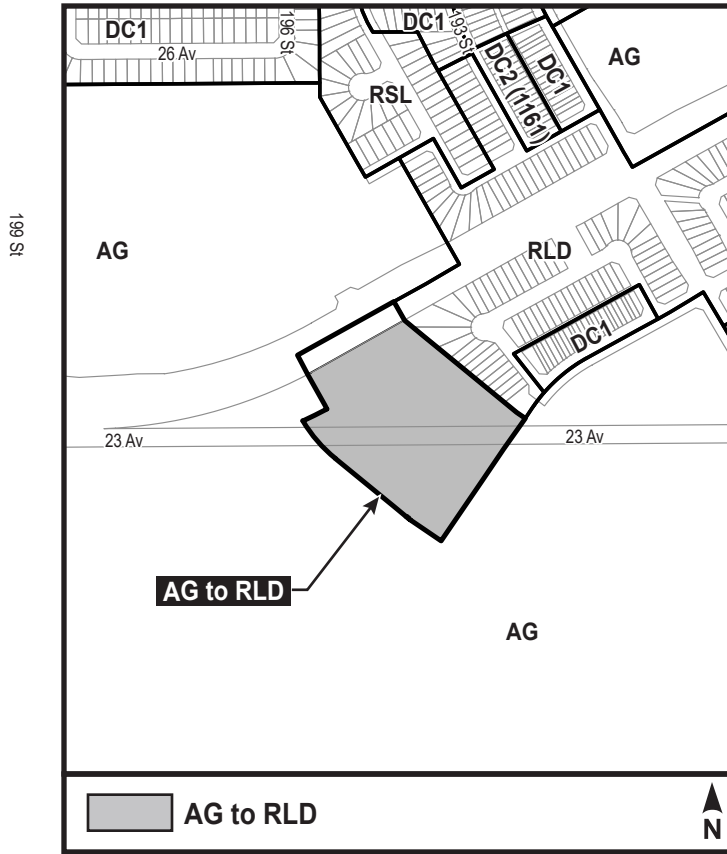 DC1
196 St
26 Av
DC1
193 St
RSL
DC2 (1161)
DC1
AG
199 St
AG
RLD
DC1
23 Av
23 Av
AG to RLD
AG
AG to RLD
N